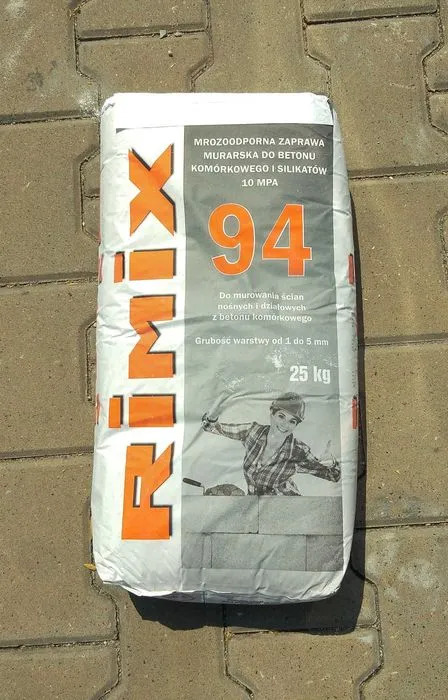 RIMIX
MROZOODPORNA ZAPRAWA
MURARSKA DO BETONU
KOMÓRKOWEGO I SILIKATÓW
10 MPA
94
Do murowania ścian
nośnych i działowych
z betonu komórkowego
Grubość warstwy od 1 do 5 mm
25 kg